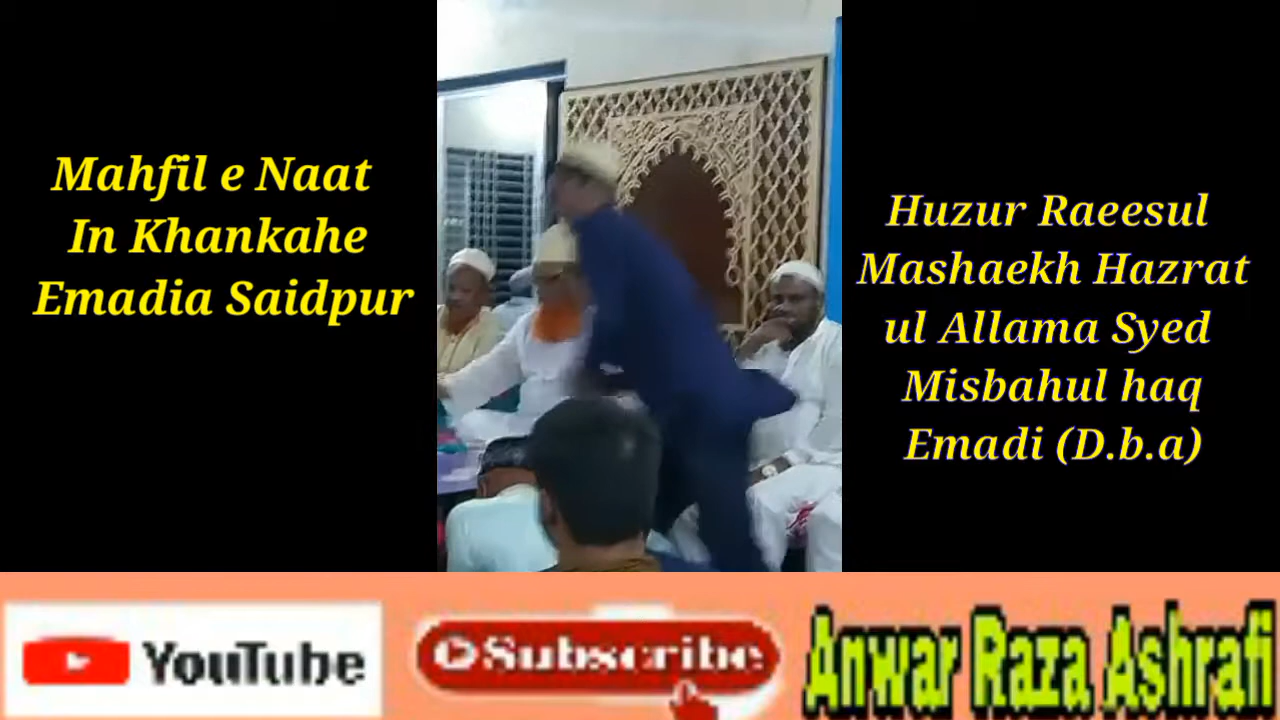 Mahfil e Naat
In Khankahe
Emadia Saidpur
Huzur Raeesul
Mashaekh Hazrat
ul Allama Syed
Misbahul haq
Emadi (D.b.a)
YouTube
Subscribe
Anwar Raza Ashrafi